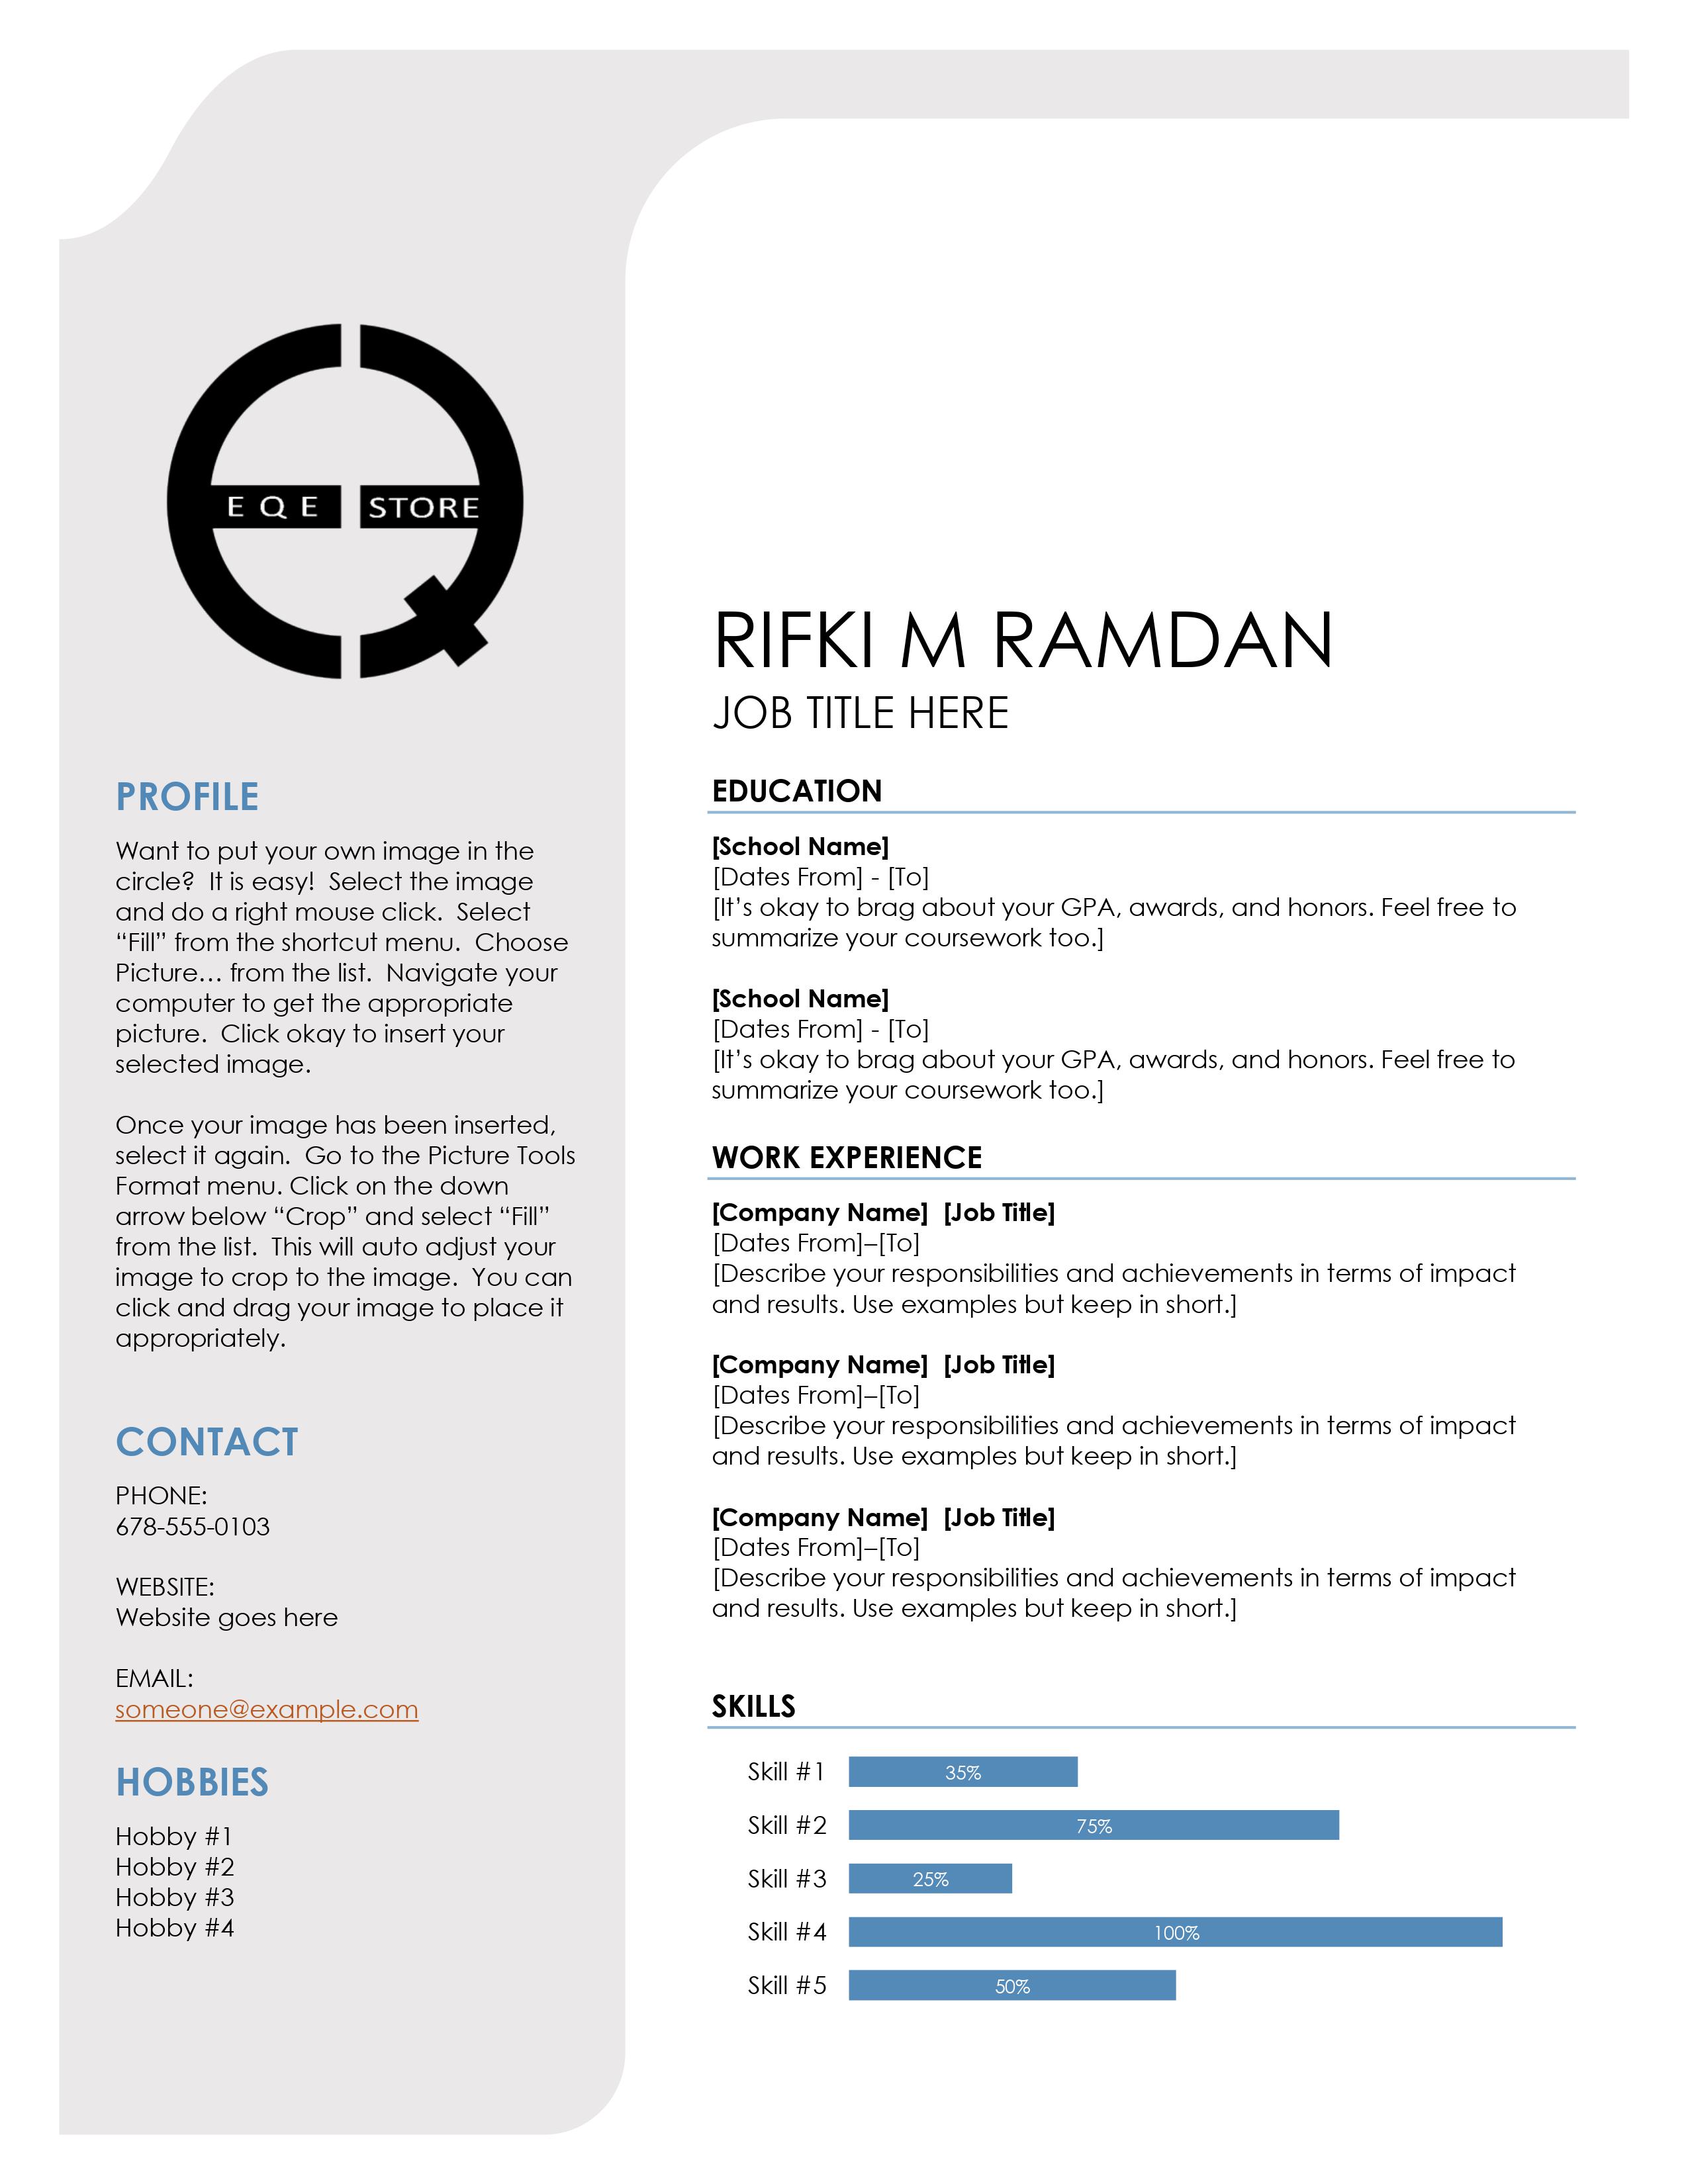 EQE STORE
PROFILE
Want to put your own image in the
circle?  It is easy!  Select the image
and do a right mouse click.  Select
“Fill” from the shortcut menu.  Choose
Picture… from the list.  Navigate your
computer to get the appropriate
picture.  Click okay to insert your
selected image.
Once your image has been inserted,
select it again.  Go to the Picture Tools
Format menu. Click on the down
arrow below “Crop” and select “Fill”
from the list.  This will auto adjust your
image to crop to the image.  You can
click and drag your image to place it
appropriately.
CONTACT
PHONE:
678-555-0103
WEBSITE:
Website goes here
EMAIL:
someone@example.com
HOBBIES
Hobby #1
Hobby #2
Hobby #3
Hobby #4
RIFKI M RAMDAN
JOB TITLE HERE
EDUCATION
[School Name]
[Dates From] - [To]
[It’s okay to brag about your GPA, awards, and honors. Feel free to
summarize your coursework too.]
[School Name]
[Dates From] - [To]
[It’s okay to brag about your GPA, awards, and honors. Feel free to
summarize your coursework too.]
WORK EXPERIENCE
[Company Name]  [Job Title]
[Dates From]–[To]
[Describe your responsibilities and achievements in terms of impact
and results. Use examples but keep in short.]
[Company Name]  [Job Title]
[Dates From]–[To]
[Describe your responsibilities and achievements in terms of impact
and results. Use examples but keep in short.]
[Company Name]  [Job Title]
[Dates From]–[To]
[Describe your responsibilities and achievements in terms of impact
and results. Use examples but keep in short.]
SKILLS
Skill #1 35%
Skill #2 75%
Skill #3 25%
Skill #4 100%
Skill #5 50%